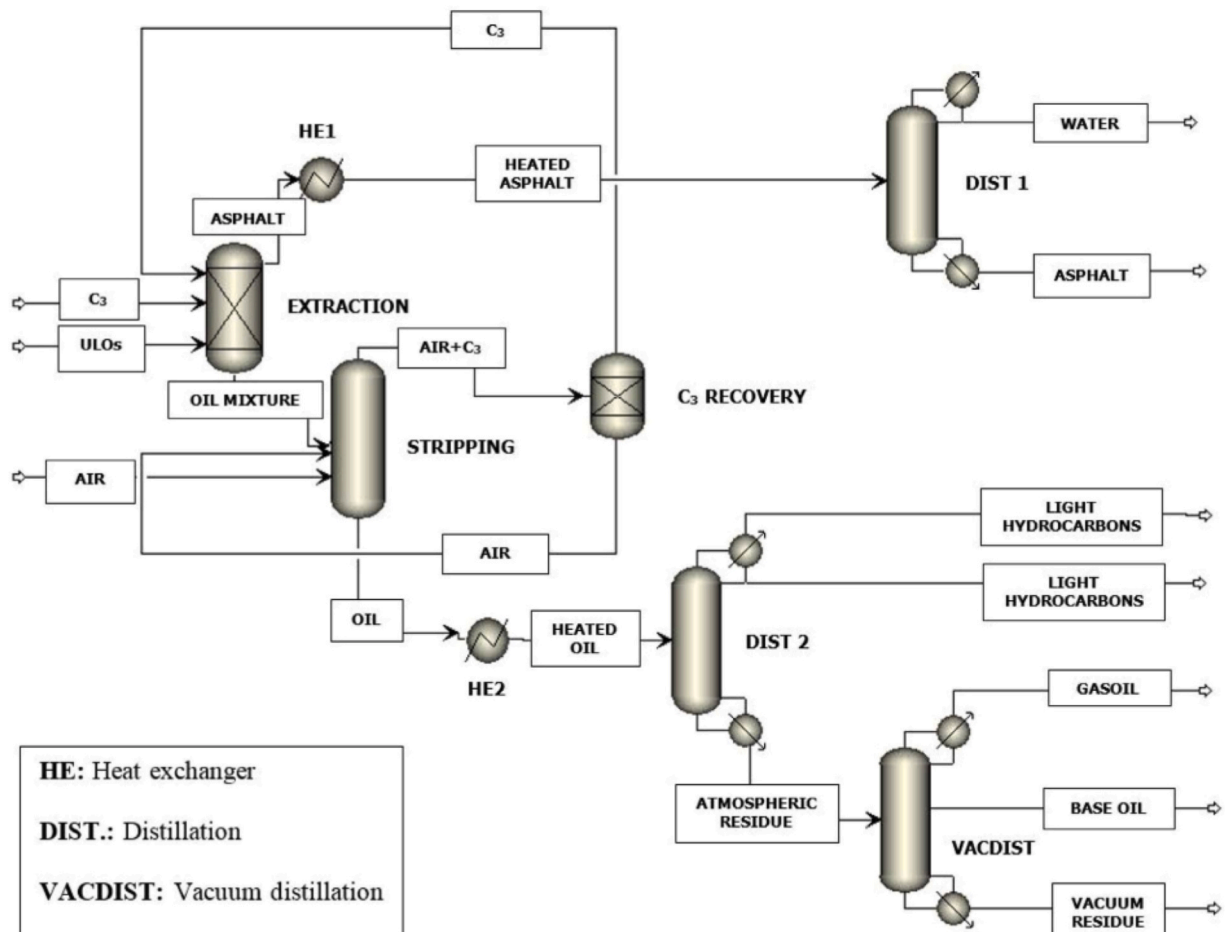 C₃
HE1
HEATED
ASPHALT
WATER
DIST 1
ASPHALT
ASPHALT
C₃
EXTRACTION
ULOs
AIR+C₃
OIL MIXTURE
C₃ RECOVERY
STRIPPING
AIR
AIR
LIGHT
HYDROCARBONS
LIGHT
HYDROCARBONS
OIL
HEATED
OIL
DIST 2
HE2
GASOIL
ATMOSPHERIC
RESIDUE
BASE OIL
VACDIST
VACUUM
RESIDUE
HE: Heat exchanger
DIST.: Distillation
VACDIST: Vacuum distillation